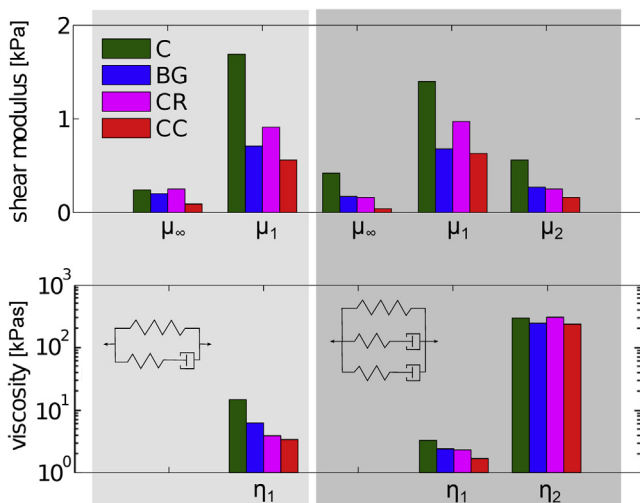 shear modulus [kPa]
2
1
0
C
BG
CR
CC
μ∞ μ₁ μ∞ μ₁ μ₂
viscosity [kPas]
10³
10²
10¹
10⁰
η₁ η₁ η₂